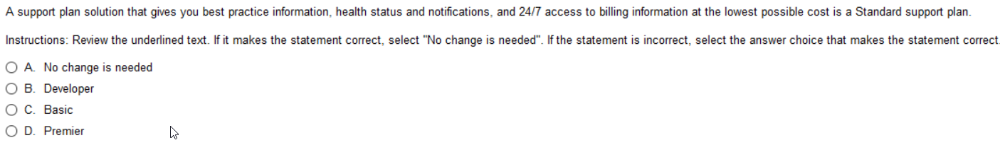 A support plan solution that gives you best practice information, health status and notifications, and 24/7 access to billing information at the lowest possible cost is a Standard support plan.
Instructions: Review the underlined text. If it makes the statement correct, select "No change is needed". If the statement is incorrect, select the answer choice that makes the statement correct.
A. No change is needed
B. Developer
C. Basic
D. Premier